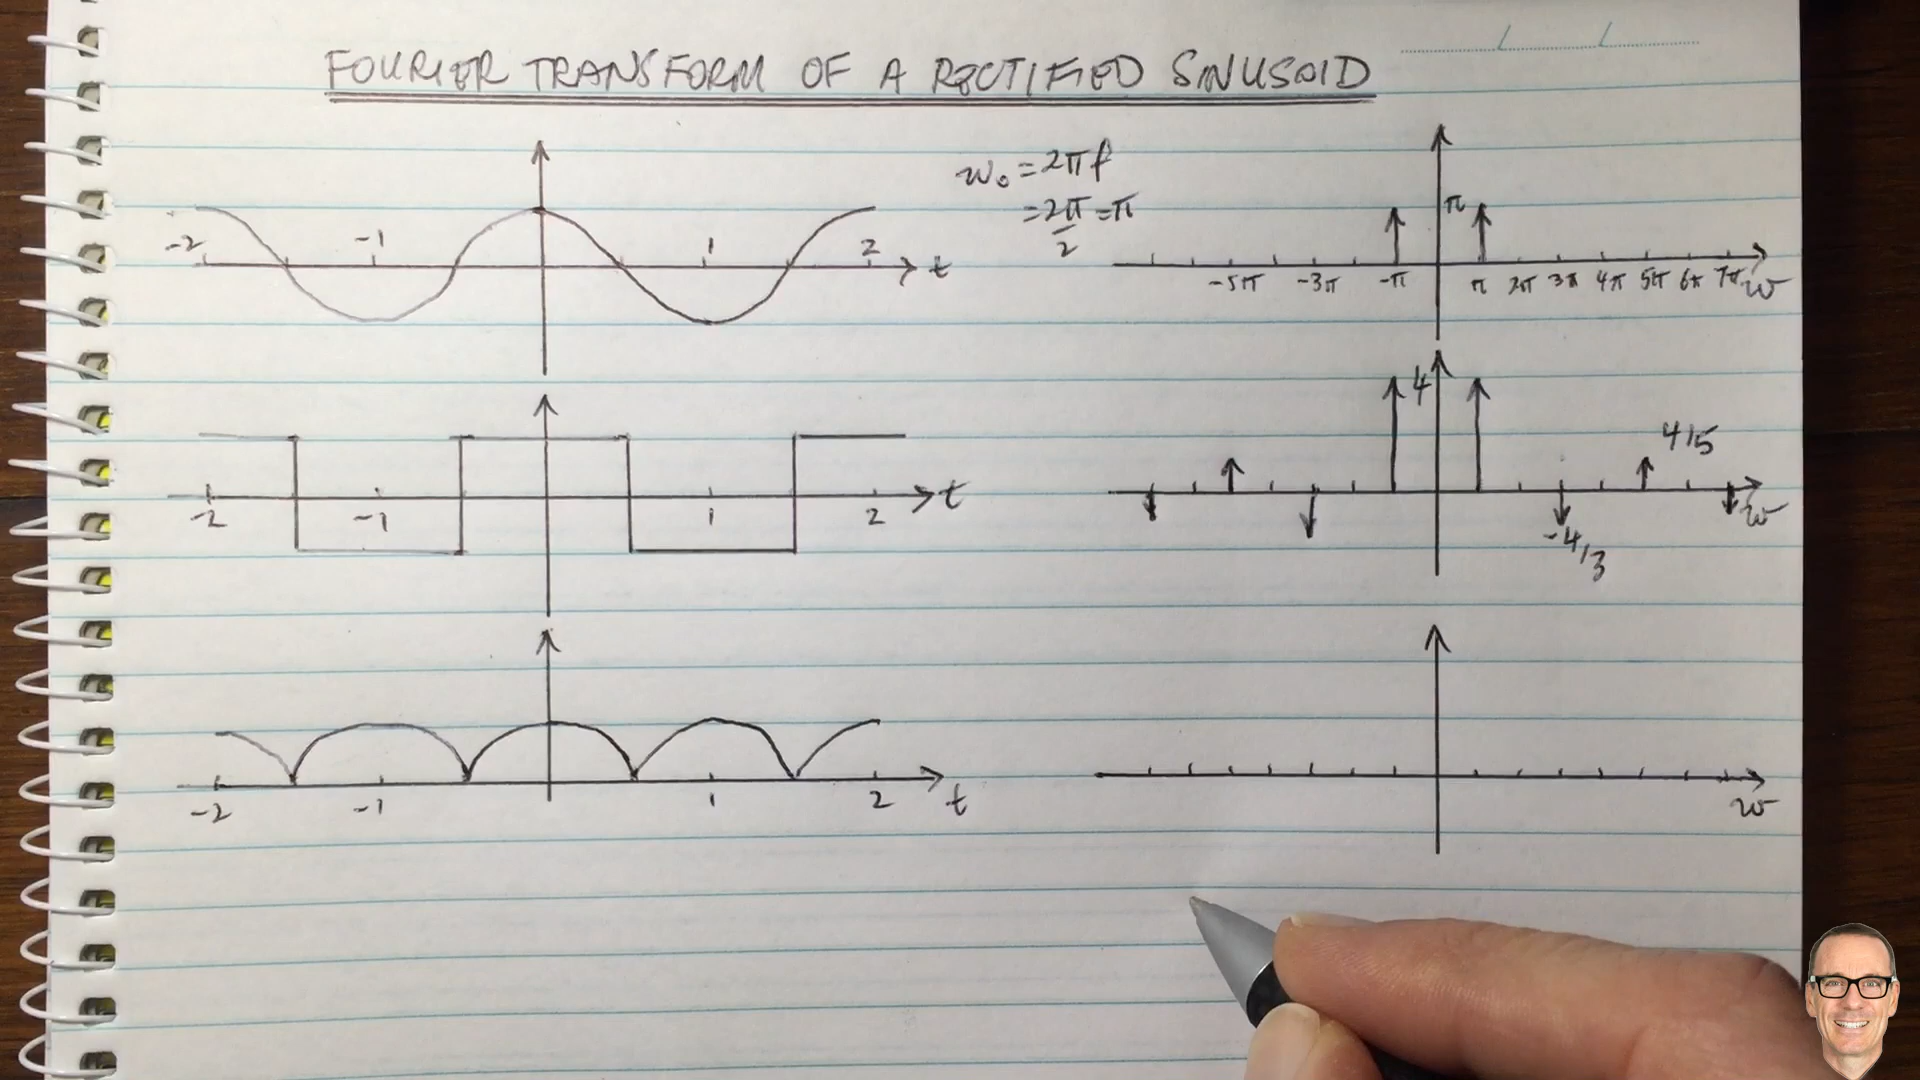 FOURIER TRANSFORM OF A RECTIFIED SINUSOID
w₀ = 2πf
= 2π/2 = π
-2 -1 1 2 t
π
-5π -3π -π π 2π 3π 4π 5π 6π 7π w
4
4/5
-2 -1 1 2 t
w
-4/3
-2 -1 1 2 t
w